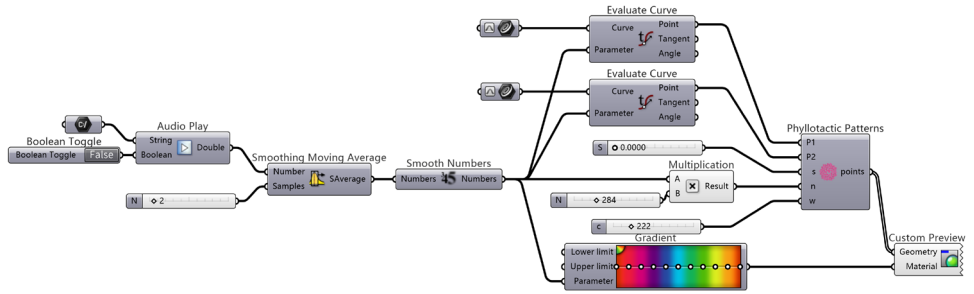 Evaluate Curve
Curve
Point
Tangent
Parameter
Angle
Evaluate Curve
Curve
Point
Tangent
Parameter
Angle
C:/
Audio Play
Boolean Toggle
String
Boolean
Double
Boolean Toggle False
Smoothing Moving Average
Number
Samples
SAverage
Smooth Numbers
Numbers
Numbers
N 2
S 0.0000
Multiplication
A
B
Result
N 284
c 222
Phyllotactic Patterns
P1
P2
s
n
w
points
Gradient
Lower limit
Upper limit
Parameter
Custom Preview
Geometry
Material